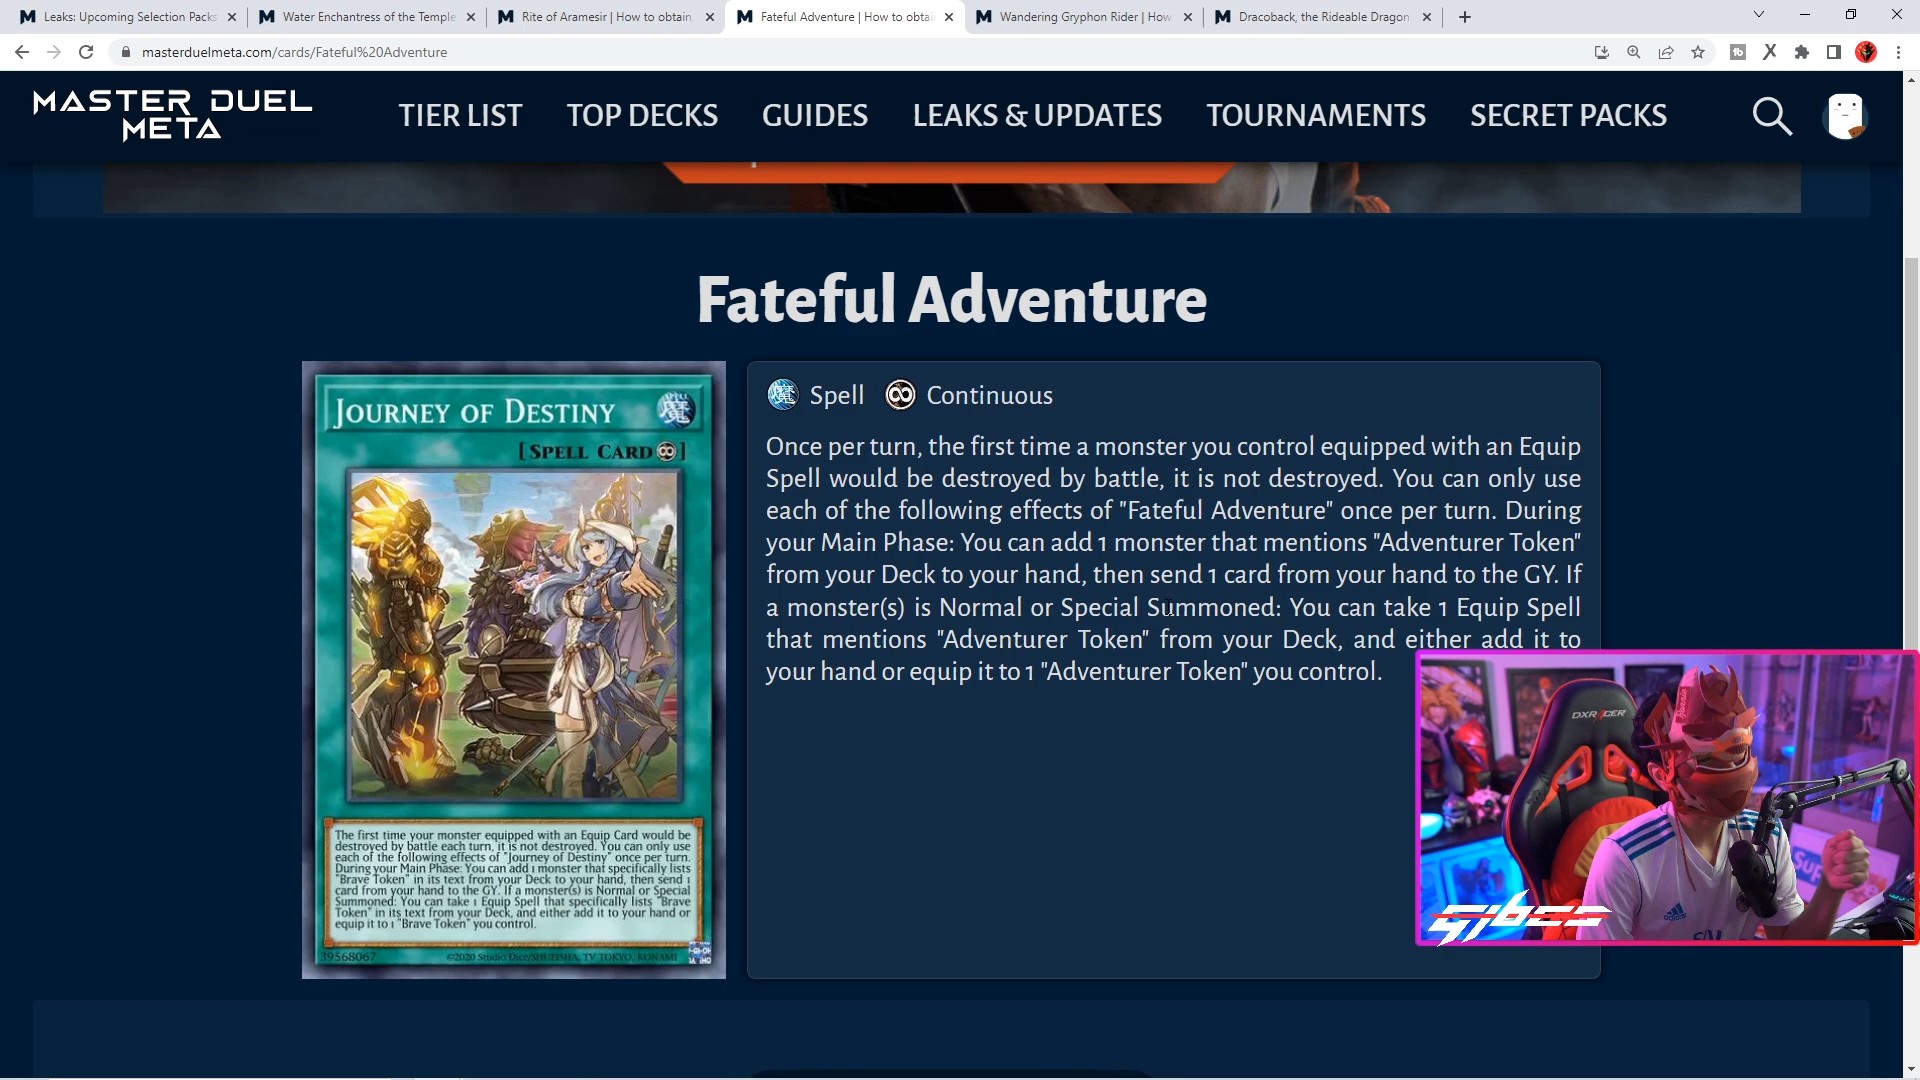 Leaks: Upcoming Selection Packs
Water Enchantress of the Temple
Rite of Aramesir | How to obtain,
Fateful Adventure | How to obtai
Wandering Gryphon Rider | How
Dracoback, the Rideable Dragon
masterduelmeta.com/cards/Fateful%20Adventure
MASTER DUEL
META
TIER LIST
TOP DECKS
GUIDES
LEAKS & UPDATES
TOURNAMENTS
SECRET PACKS
Fateful Adventure
JOURNEY OF DESTINY
[SPELL CARD]
The first time your monster equipped with an Equip Card would be
destroyed by battle each turn, it is not destroyed. You can only use
each of the following effects of "Journey of Destiny" once per turn.
During your Main Phase: You can add 1 monster that specifically lists
"Brave Token" in its text from your Deck to your hand, then send 1
card from your hand to the GY. If a monster(s) is Normal or Special
Summoned: You can take 1 Equip Spell that specifically lists "Brave
Token" in its text from your Deck, and either add it to your hand or
equip it to 1 "Brave Token" you control.
39568067
©2020 Studio Dice/SHUEISHA, TV TOKYO, KONAMI
Spell
Continuous
Once per turn, the first time a monster you control equipped with an Equip
Spell would be destroyed by battle, it is not destroyed. You can only use
each of the following effects of "Fateful Adventure" once per turn. During
your Main Phase: You can add 1 monster that mentions "Adventurer Token"
from your Deck to your hand, then send 1 card from your hand to the GY. If
a monster(s) is Normal or Special Summoned: You can take 1 Equip Spell
that mentions "Adventurer Token" from your Deck, and either add it to
your hand or equip it to 1 "Adventurer Token" you control.
DXRACER
adidas